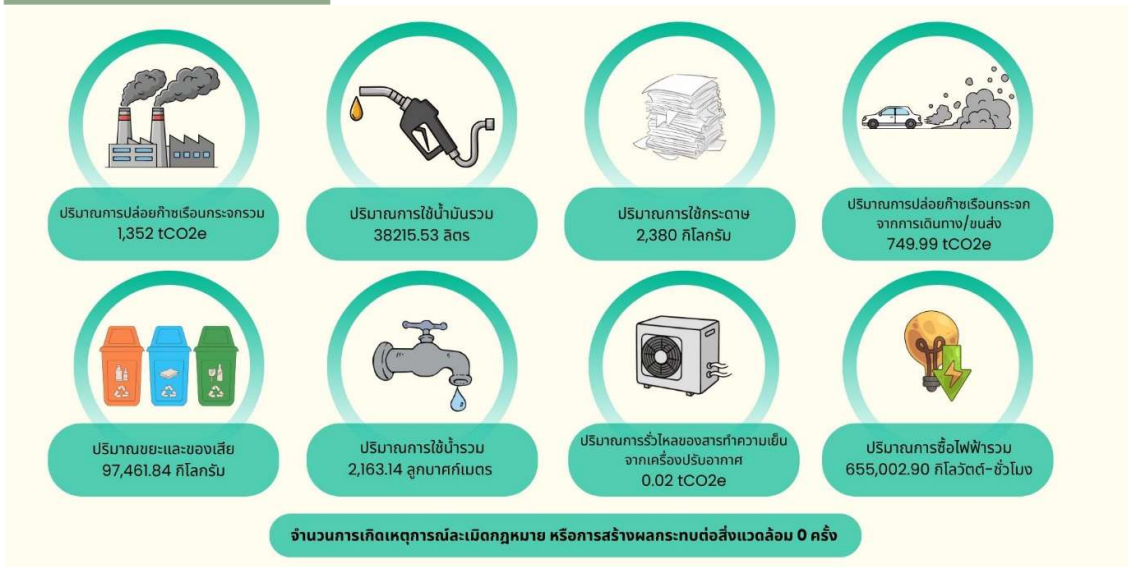 ปริมาณการปล่อยก๊าซเรือนกระจกรวม
1,352 tCO2e
ปริมาณการใช้น้ำมันรวม
38215.53 ลิตร
ปริมาณการใช้กระดาษ
2,380 กิโลกรัม
ปริมาณการปล่อยก๊าซเรือนกระจก
จากการเดินทาง/ขนส่ง
749.99 tCO2e
ปริมาณขยะและของเสีย
97,461.84 กิโลกรัม
ปริมาณการใช้น้ำรวม
2,163.14 ลูกบาศก์เมตร
ปริมาณการรั่วไหลของสารทำความเย็น
จากเครื่องปรับอากาศ
0.02 tCO2e
ปริมาณการซื้อไฟฟ้ารวม
655,002.90 กิโลวัตต์-ชั่วโมง
จำนวนการเกิดเหตุการณ์ละเมิดกฎหมาย หรือการสร้างผลกระทบต่อสิ่งแวดล้อม 0 ครั้ง